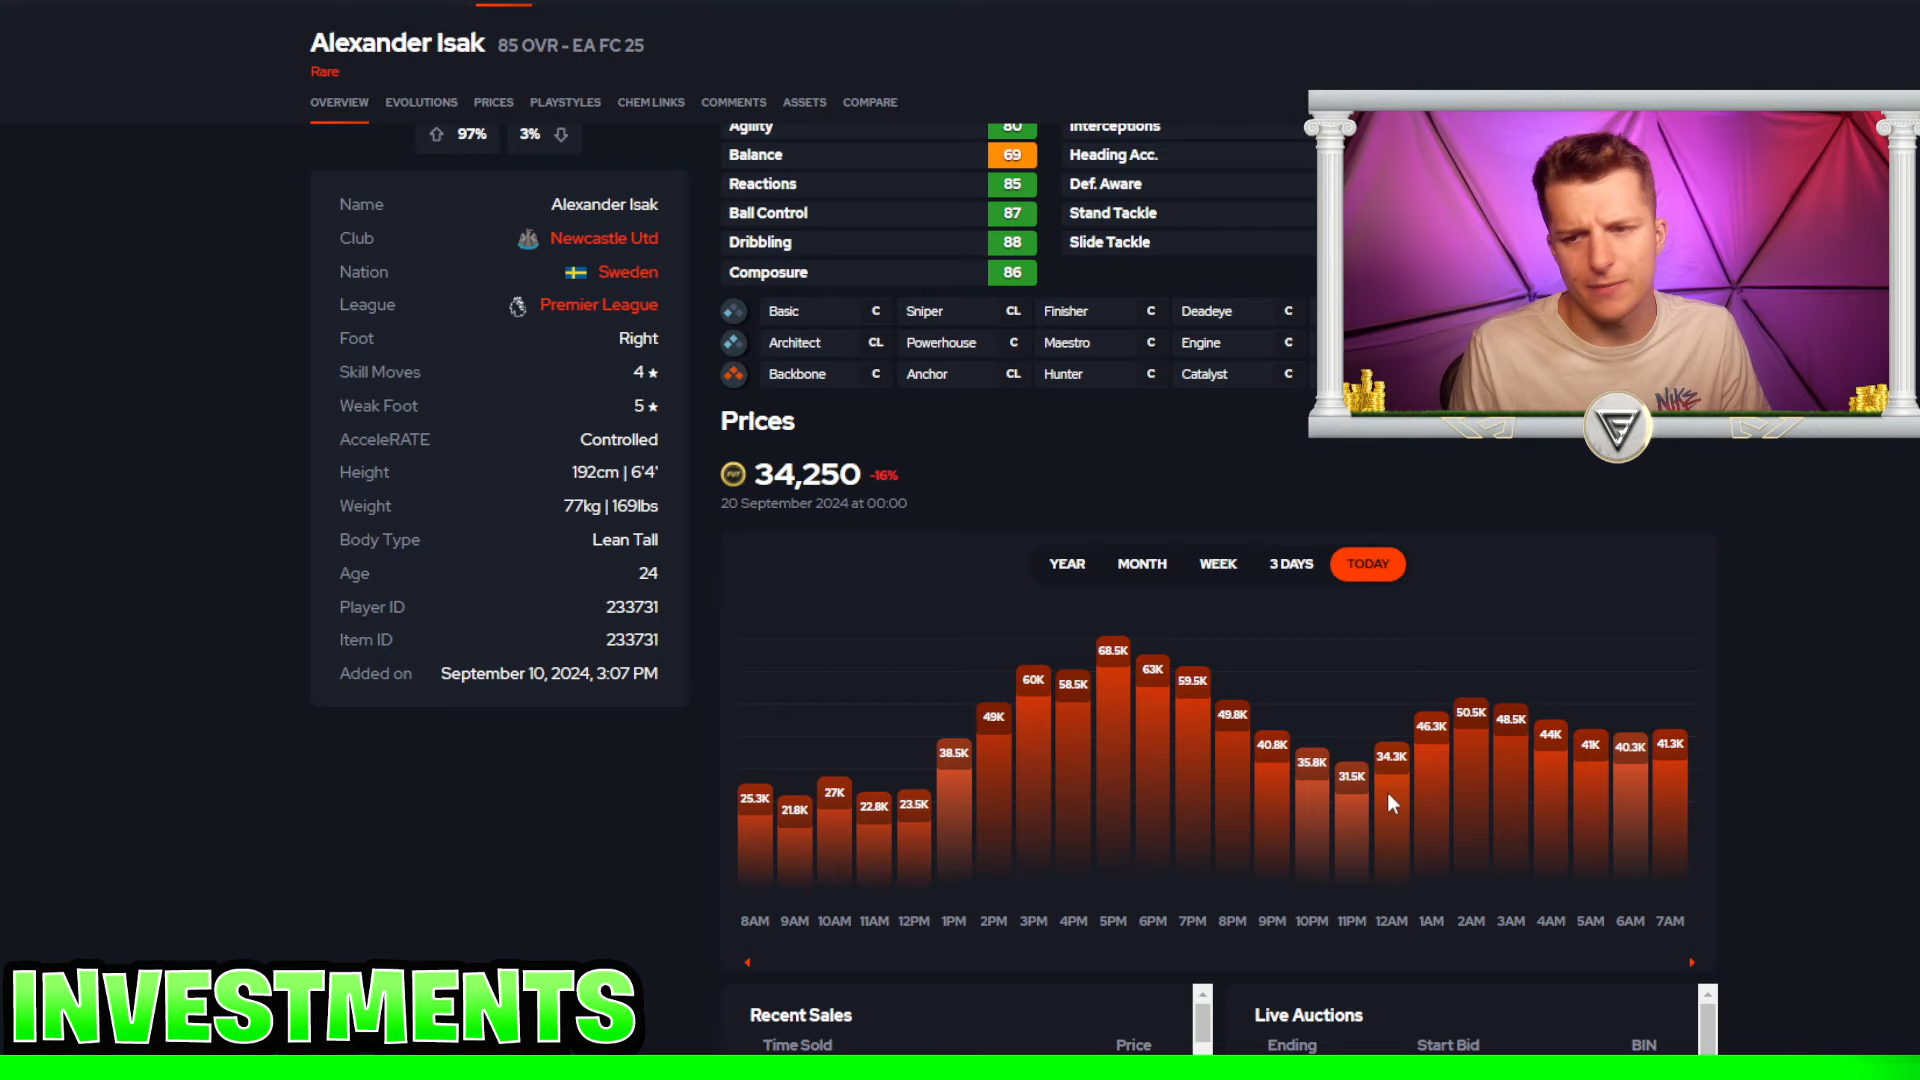 Alexander Isak 85 OVR - EA FC 25
Rare
OVERVIEW EVOLUTIONS PRICES PLAYSTYLES CHEM LINKS COMMENTS ASSETS COMPARE
97% 3%
Name Alexander Isak
Club Newcastle Utd
Nation Sweden
League Premier League
Foot Right
Skill Moves 4 ★
Weak Foot 5 ★
AcceleRATE Controlled
Height 192cm | 6'4'
Weight 77kg | 169lbs
Body Type Lean Tall
Age 24
Player ID 233731
Item ID 233731
Added on September 10, 2024, 3:07 PM
Agility 80 Interceptions
Balance 69 Heading Acc.
Reactions 85 Def. Aware
Ball Control 87 Stand Tackle
Dribbling 88 Slide Tackle
Composure 86
Basic C Sniper CL Finisher C Deadeye C
Architect CL Powerhouse C Maestro C Engine C
Backbone C Anchor CL Hunter C Catalyst C
NIKE
Prices
FUT 34,250 -16%
20 September 2024 at 00:00
YEAR MONTH WEEK 3 DAYS TODAY
25.3K 21.8K 27K 22.8K 23.5K 38.5K 49K 60K 58.5K 68.5K 63K 59.5K 49.8K 40.8K 35.8K 31.5K 34.3K 46.3K 50.5K 48.5K 44K 41K 40.3K 41.3K
8AM 9AM 10AM 11AM 12PM 1PM 2PM 3PM 4PM 5PM 6PM 7PM 8PM 9PM 10PM 11PM 12AM 1AM 2AM 3AM 4AM 5AM 6AM 7AM
Recent Sales
Time Sold Price
Live Auctions
Ending Start Bid BIN
INVESTMENTS